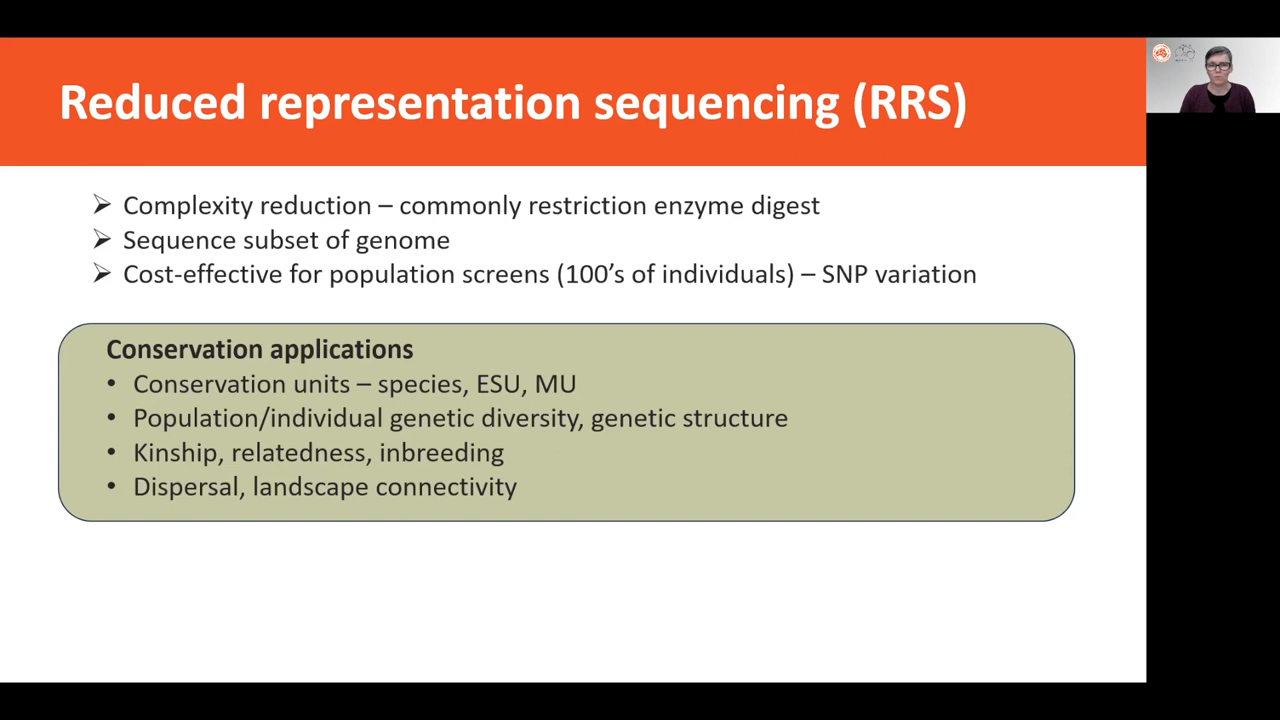 Reduced representation sequencing (RRS)
➢ Complexity reduction – commonly restriction enzyme digest
➢ Sequence subset of genome
➢ Cost-effective for population screens (100’s of individuals) – SNP variation
Conservation applications
• Conservation units – species, ESU, MU
• Population/individual genetic diversity, genetic structure
• Kinship, relatedness, inbreeding
• Dispersal, landscape connectivity